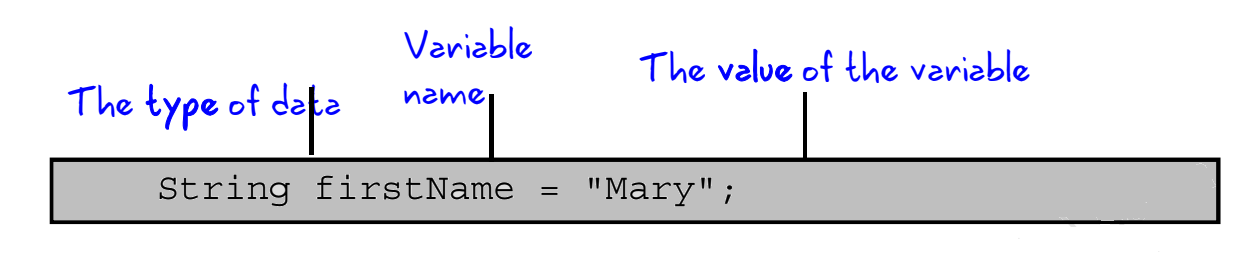 The type of data
Variable
name
The value of the variable
String firstName = "Mary";